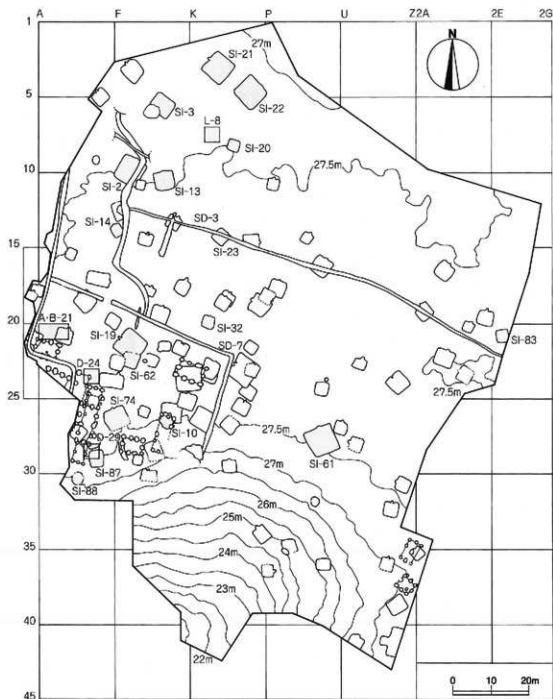 A F K P U Z2A 2E 2G
1
N
27m
SI-21
5
SI-3
SI-22
L-8
SI-20
10
27.5m
SI-2
SI-13
SI-14
SD-3
15
SI-23
20
A·B-21
SI-32
SI-19
SD-7
SI-83
D-24
SI-62
27.5m
25
SI-74
SI-10
27.5m
SI-61
SI-87
27m
30
SI-88
26m
25m
35
24m
23m
40
22m
45
0 10 20m